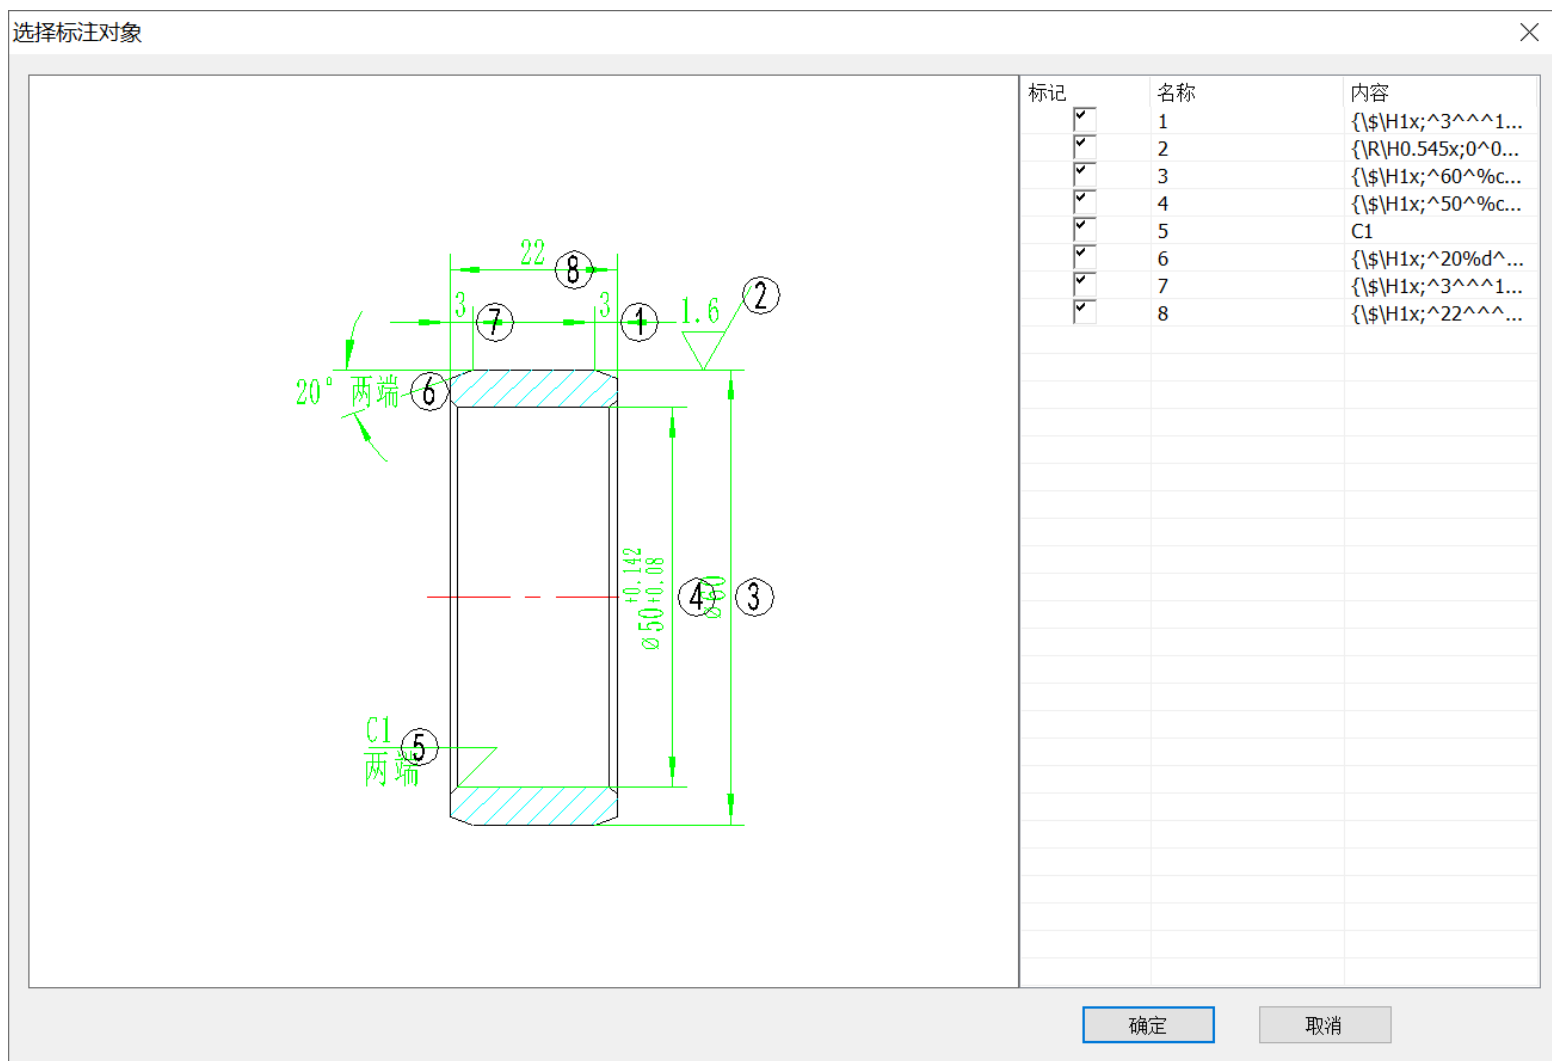 选择标注对象
标记 名称 内容
1 {\$\H1x;^3^^^1...
2 {\R\H0.545x;0^0...
3 {\$\H1x;^60^%c...
4 {\$\H1x;^50^%c...
5 C1
6 {\$\H1x;^20%d^...
7 {\$\H1x;^3^^^1...
8 {\$\H1x;^22^^^...
22 8
3 7 3 1 1.6 2
20° 两端 6
ø50 +0.142 +0.08 4 ø60 3
C1 5
两端
确定 取消